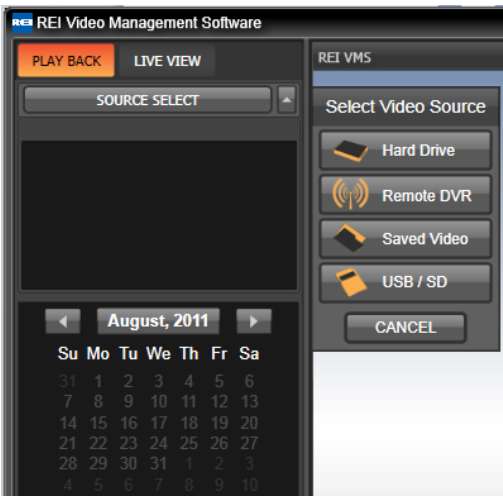 REI REI Video Management Software
PLAY BACK LIVE VIEW
SOURCE SELECT
August, 2011
Su Mo Tu We Th Fr Sa
31 1 2 3 4 5 6
7 8 9 10 11 12 13
14 15 16 17 18 19 20
21 22 23 24 25 26 27
28 29 30 31 1 2 3
4 5 6 7 8 9 10
REI VMS
Select Video Source
Hard Drive
Remote DVR
Saved Video
USB / SD
CANCEL